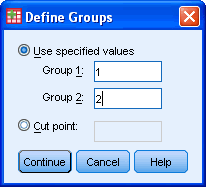 Define Groups
Use specified values
Group 1: 1
Group 2: 2
Cut point:
Continue Cancel Help